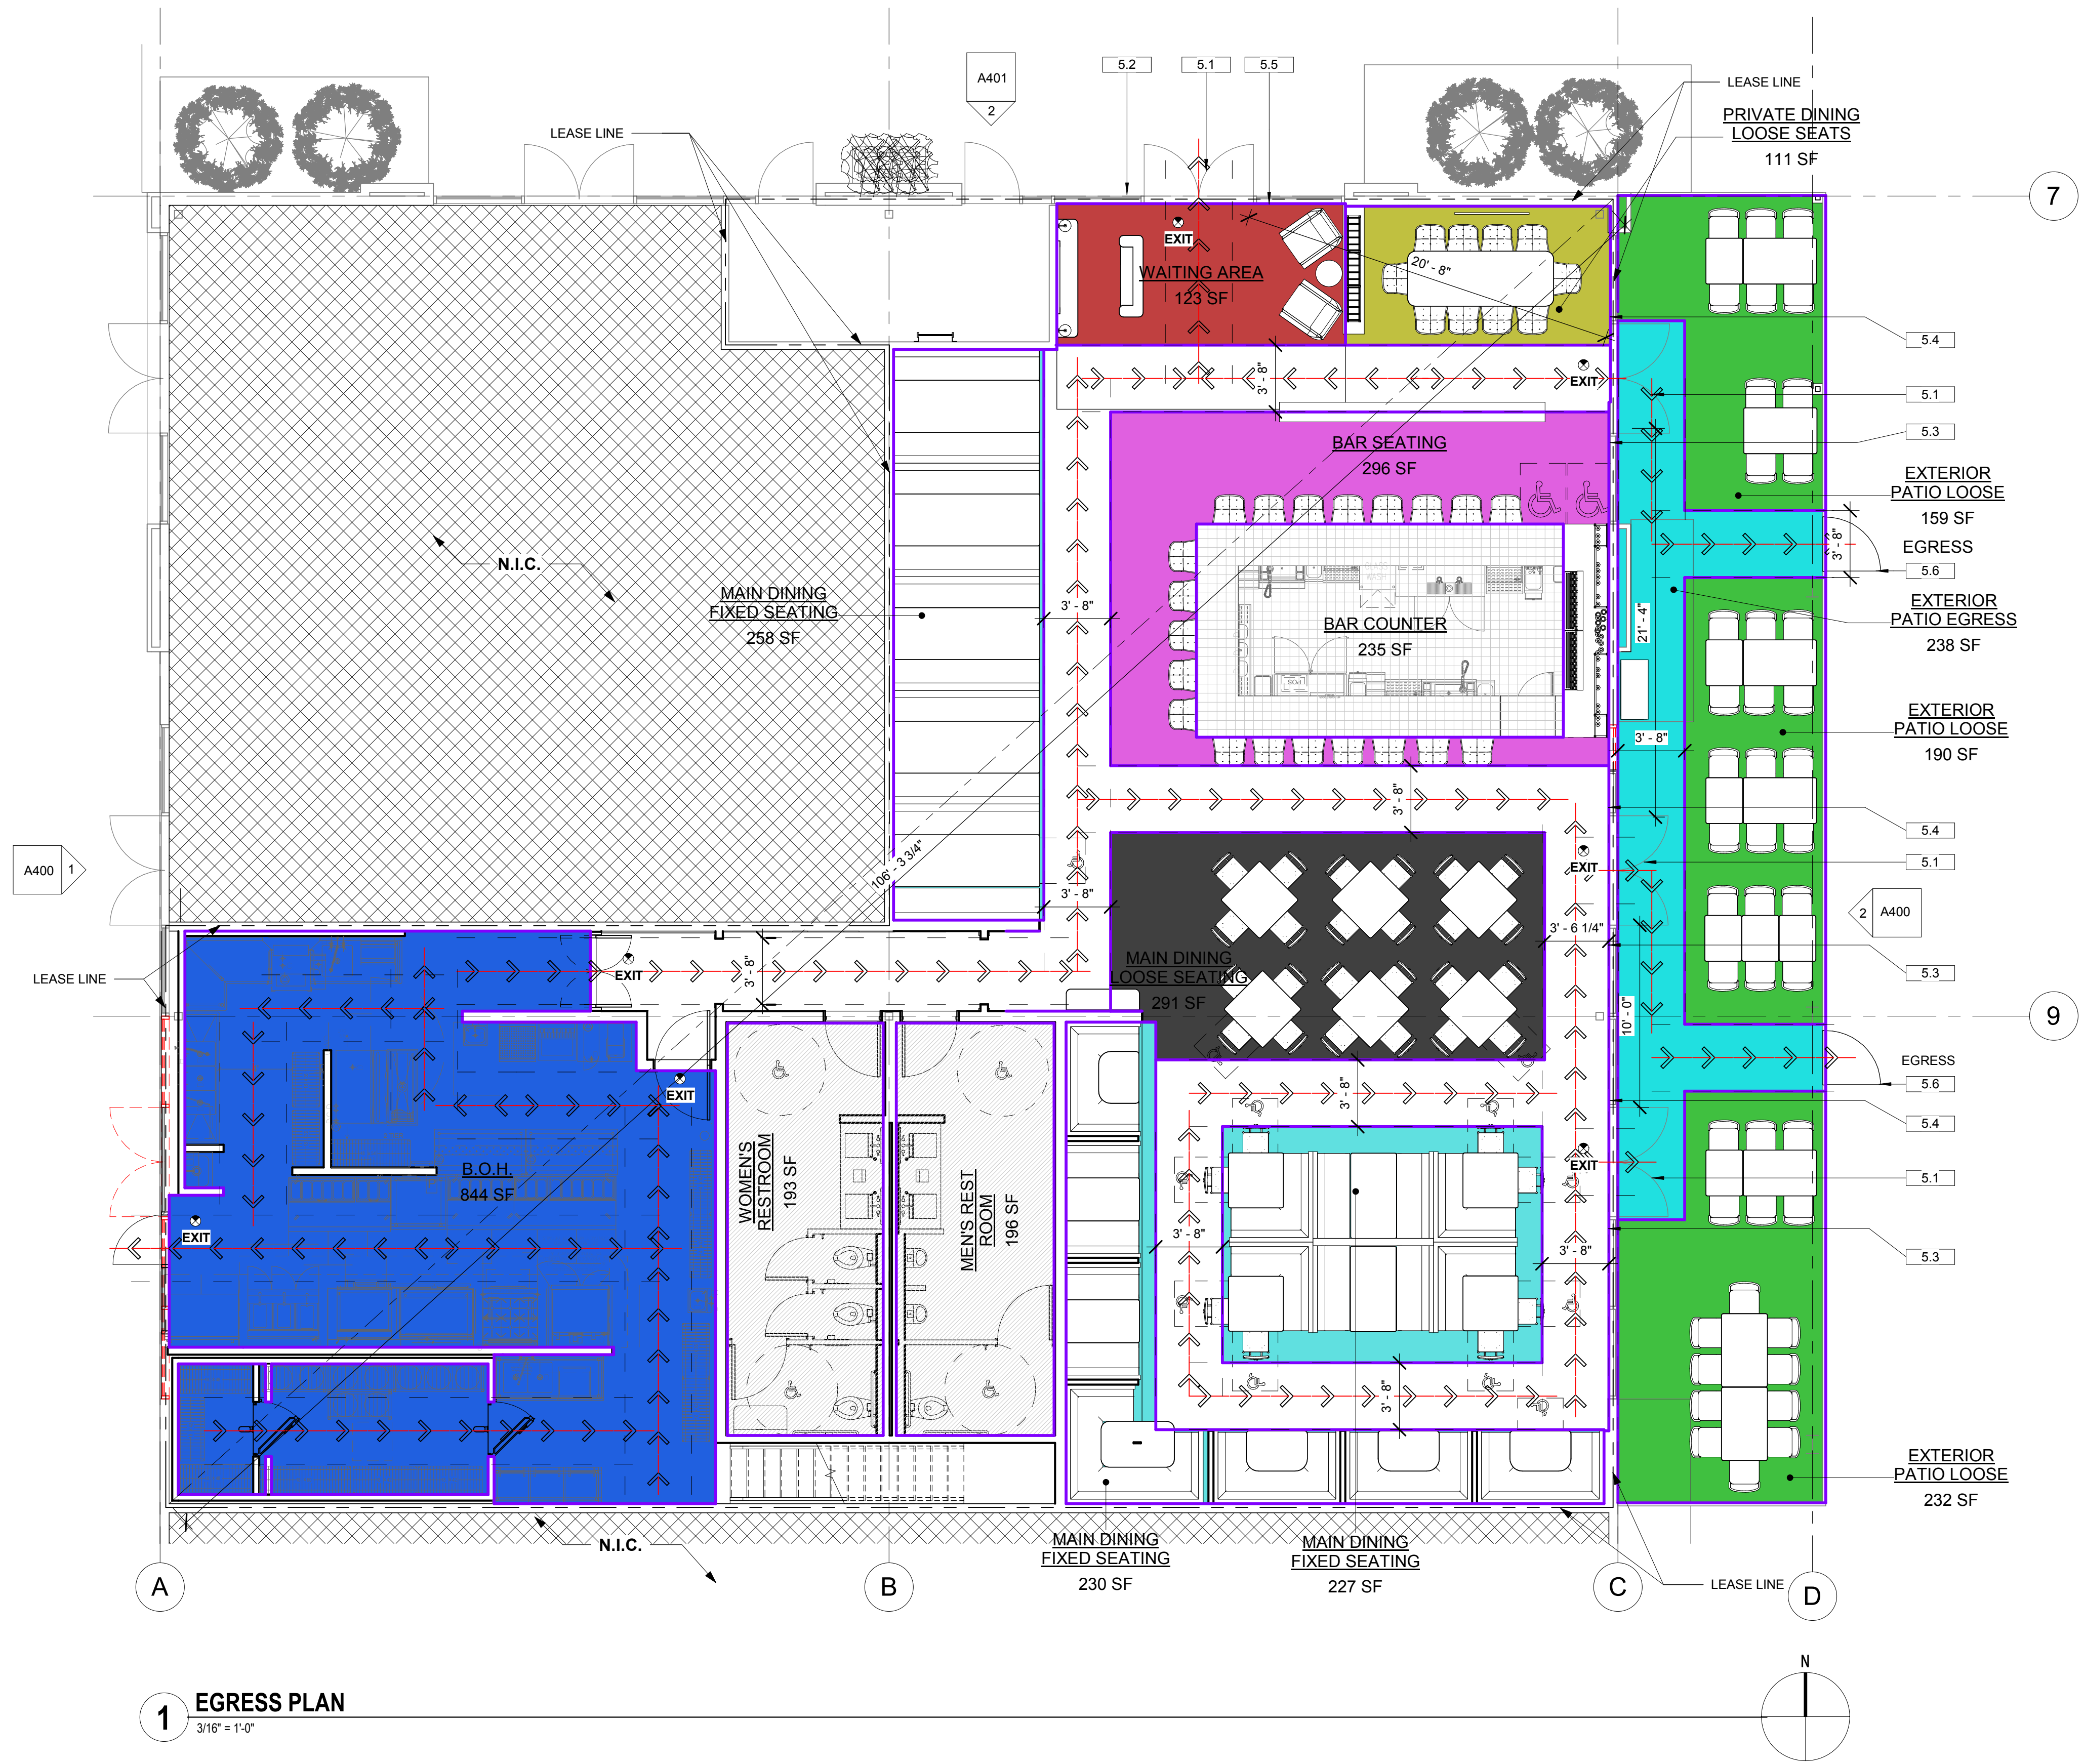 5.2
5.1
5.5
A401
2
LEASE LINE
LEASE LINE
PRIVATE DINING
LOOSE SEATS
111 SF
7
EXIT
WAITING AREA
123 SF
20' - 8"
5.4
3' - 8"
EXIT
5.1
5.3
BAR SEATING
296 SF
EXTERIOR
PATIO LOOSE
159 SF
3' - 8"
EGRESS
5.6
N.I.C.
MAIN DINING
FIXED SEATING
258 SF
3' - 8"
BAR COUNTER
235 SF
POS
21' - 4"
EXTERIOR
PATIO EGRESS
238 SF
EXTERIOR
PATIO LOOSE
190 SF
3' - 8"
3' - 8"
5.4
5.1
A400
1
106' - 3 3/4"
EXIT
3' - 8"
2
A400
3' - 6 1/4"
LEASE LINE
EXIT
3' - 8"
MAIN DINING
LOOSE SEATING
291 SF
5.3
10' - 0"
9
EGRESS
5.6
EXIT
3' - 8"
5.4
WOMEN'S
RESTROOM
193 SF
MEN'S REST
ROOM
196 SF
B.O.H.
844 SF
EXIT
5.1
EXIT
3' - 8"
3' - 8"
5.3
3' - 8"
EXTERIOR
PATIO LOOSE
232 SF
N.I.C.
MAIN DINING
FIXED SEATING
230 SF
MAIN DINING
FIXED SEATING
227 SF
LEASE LINE
A
B
C
D
N
1
EGRESS PLAN
3/16" = 1'-0"